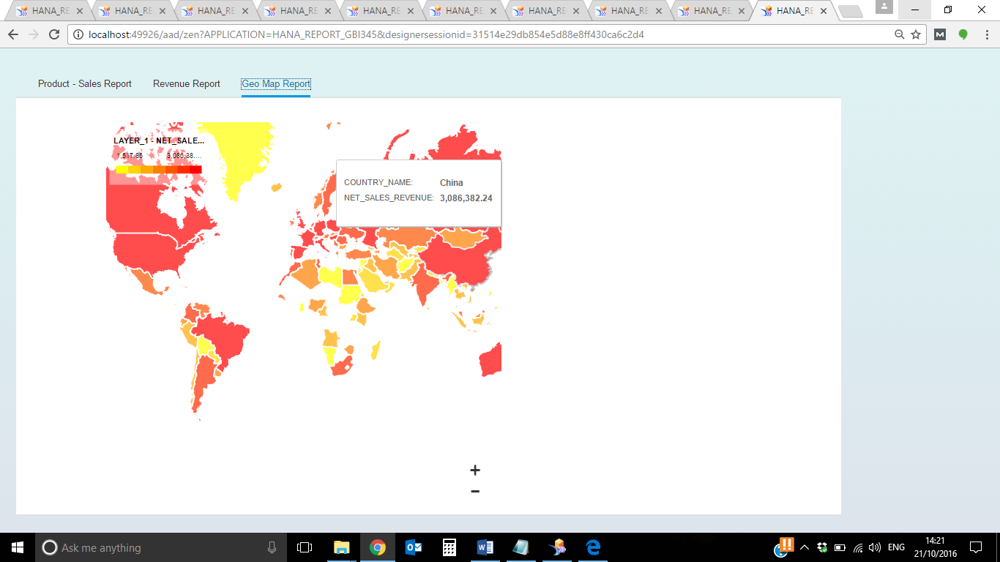 HANA_RE HANA_RE HANA_RE HANA_RE HANA_RE HANA_RE HANA_RE HANA_RE HANA_RE HANA_RE
localhost:49926/aad/zen?APPLICATION=HANA_REPORT_GBI345&designersessionid=31514e29db854e5d88e8ff430ca6c2d4
Product - Sales Report Revenue Report Geo Map Report
LAYER_1 - NET_SALE...
1,517.85 3,086,38....
COUNTRY_NAME: China
NET_SALES_REVENUE: 3,086,382.24
+
−
Ask me anything
ENG
14:21
21/10/2016